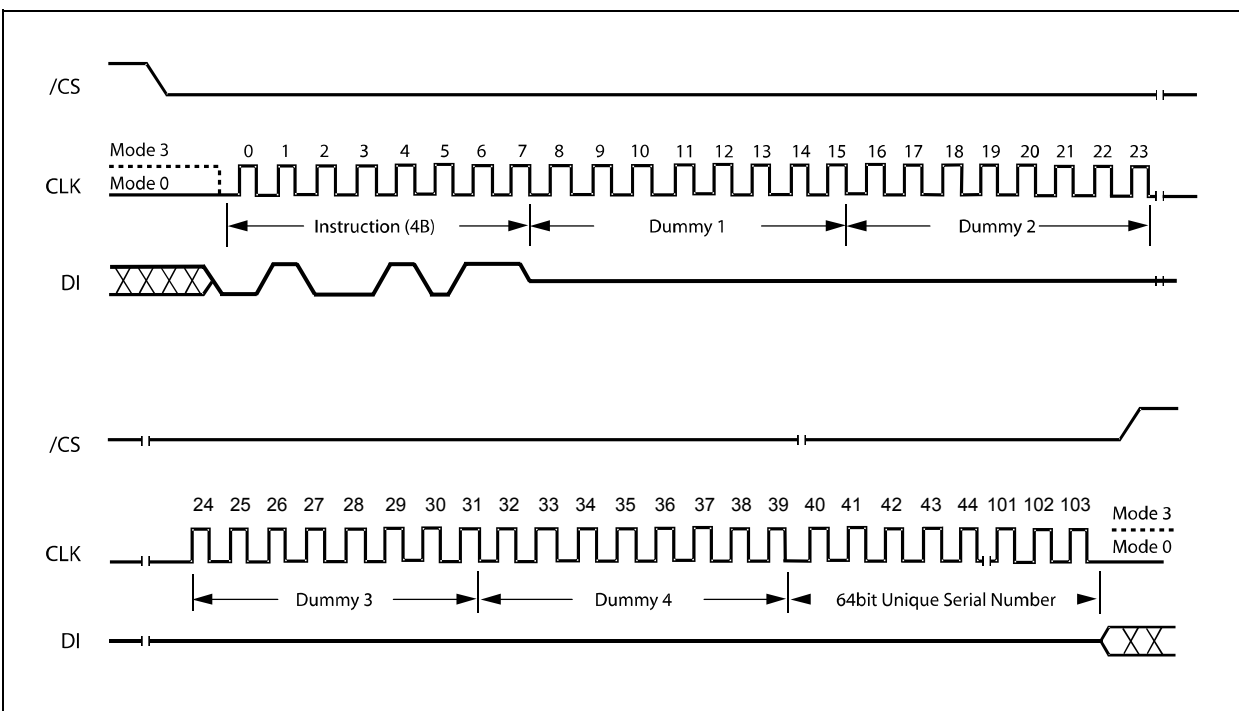 /CS
Mode 3
0 1 2 3 4 5 6 7 8 9 10 11 12 13 14 15 16 17 18 19 20 21 22 23
CLK
Mode 0
Instruction (4B)
Dummy 1
Dummy 2
DI
/CS
24 25 26 27 28 29 30 31 32 33 34 35 36 37 38 39 40 41 42 43 44 101 102 103
Mode 3
CLK
Mode 0
Dummy 3
Dummy 4
64bit Unique Serial Number
DI